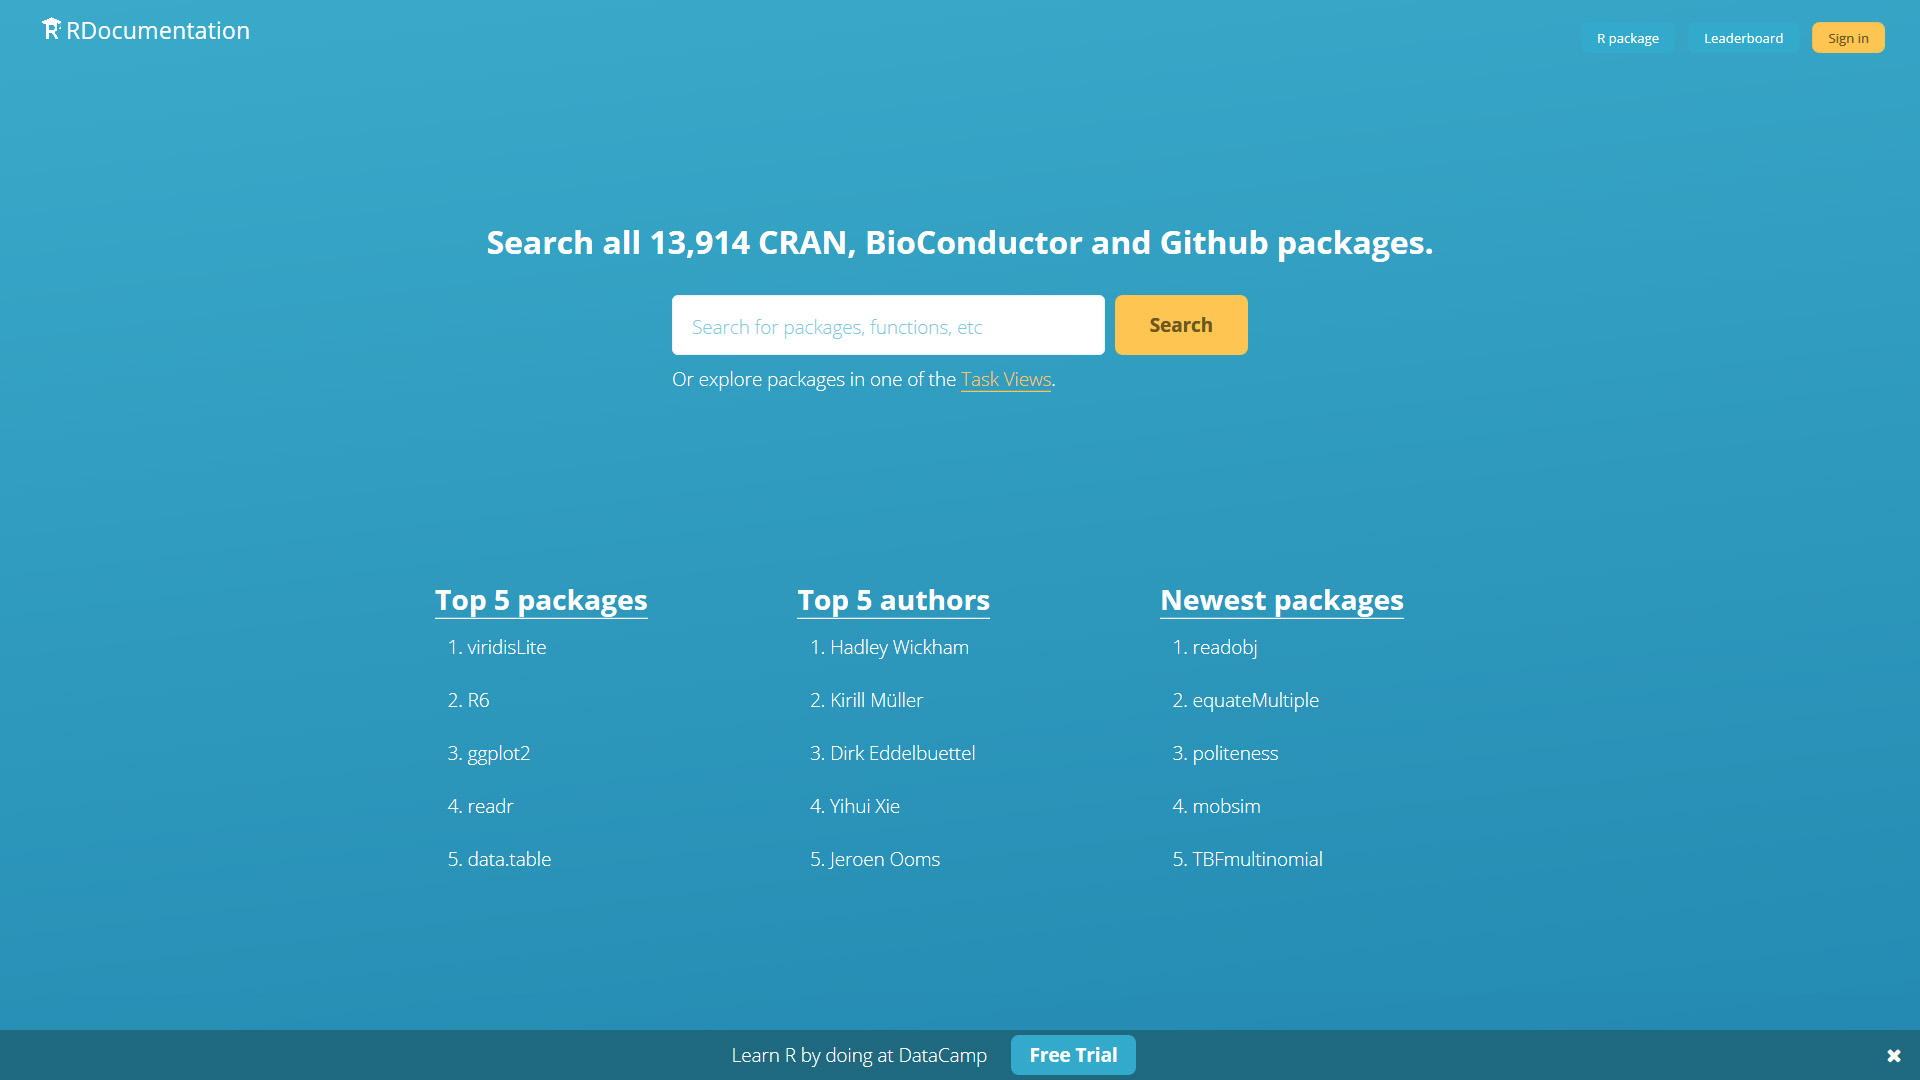 RDocumentation
R package
Leaderboard
Sign in
Search all 13,914 CRAN, BioConductor and Github packages.
Search for packages, functions, etc
Search
Or explore packages in one of the Task Views.
Top 5 packages
1. viridisLite
2. R6
3. ggplot2
4. readr
5. data.table
Top 5 authors
1. Hadley Wickham
2. Kirill Müller
3. Dirk Eddelbuettel
4. Yihui Xie
5. Jeroen Ooms
Newest packages
1. readobj
2. equateMultiple
3. politeness
4. mobsim
5. TBFmultinomial
Learn R by doing at DataCamp
Free Trial